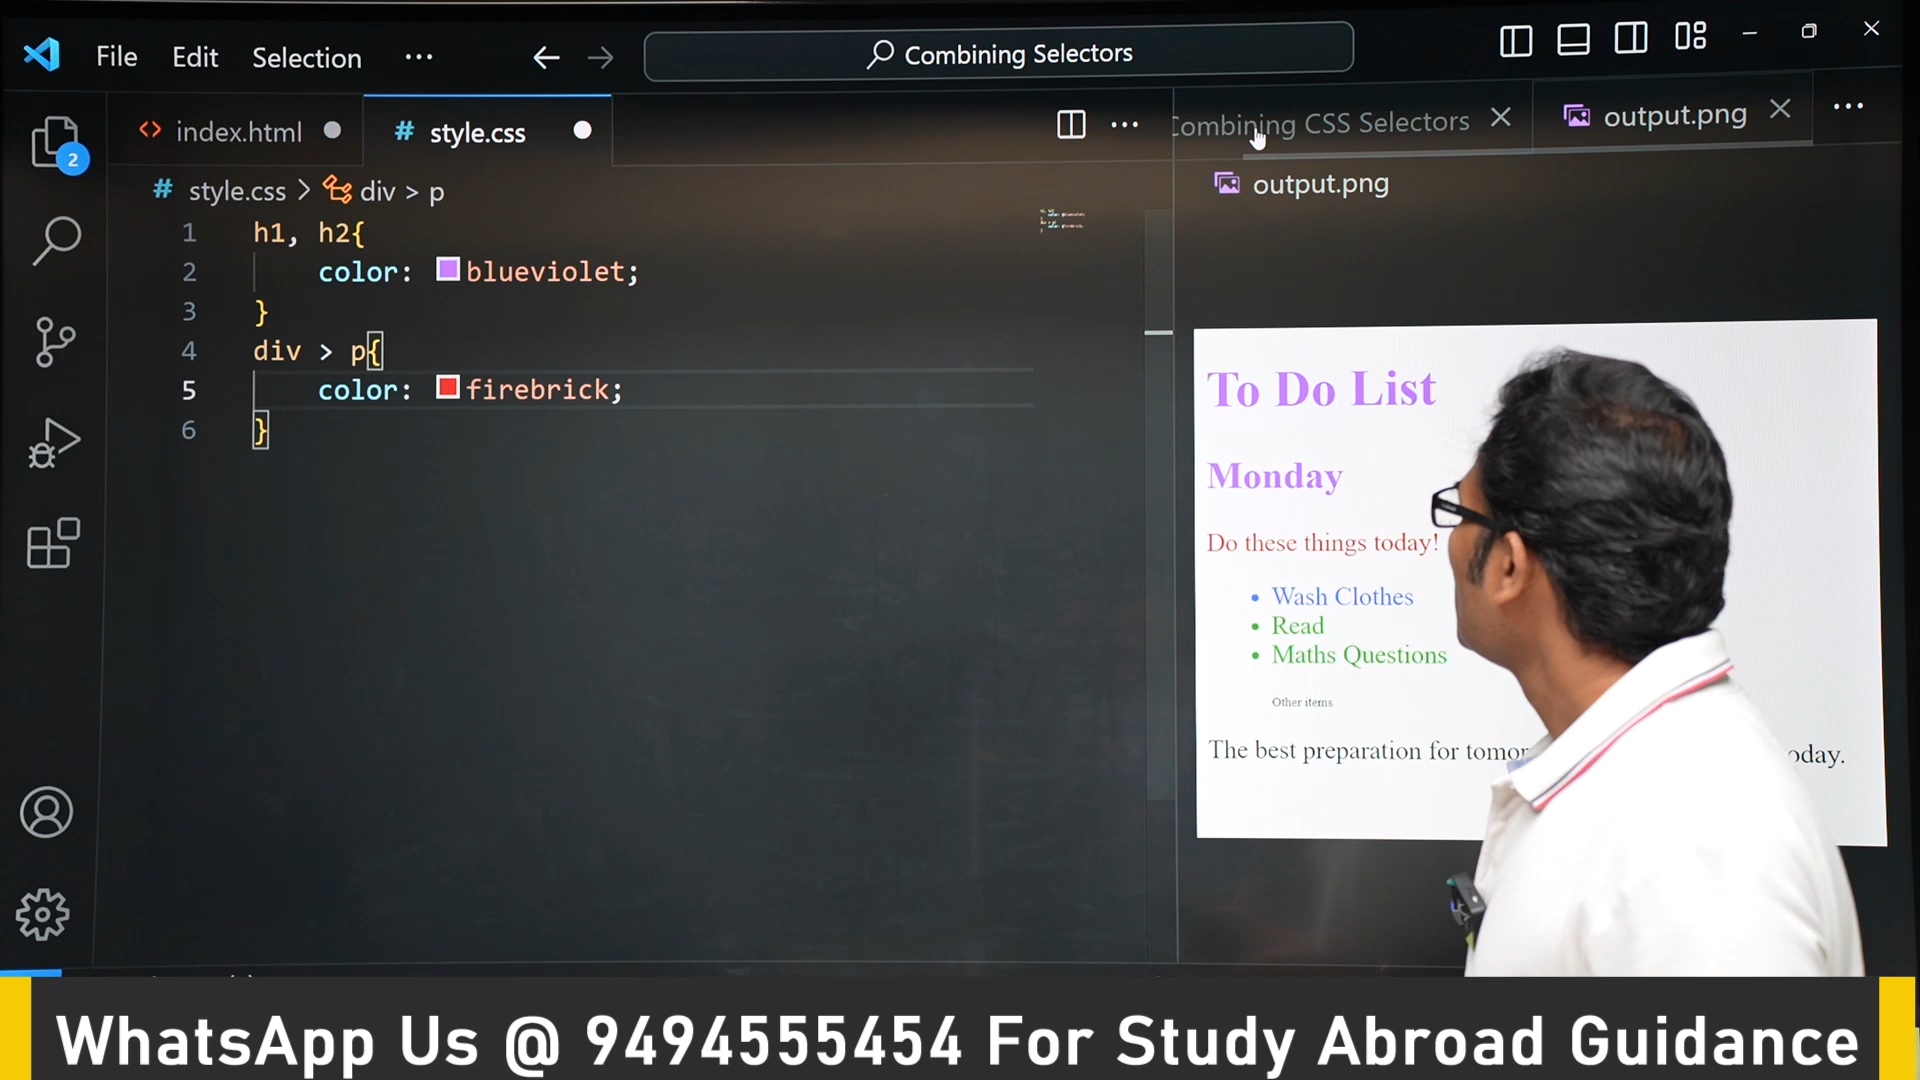 File Edit Selection ...
Combining Selectors
index.html
style.css
Combining CSS Selectors
output.png
2
style.css > div > p
output.png
1 h1, h2{
2 color: blueviolet;
3 }
4 div > p{
5 color: firebrick;
6 }
To Do List
Monday
Do these things today!
• Wash Clothes
• Read
• Maths Questions
Other items
The best preparation for
WhatsApp Us @ 9494555454 For Study Abroad Guidance